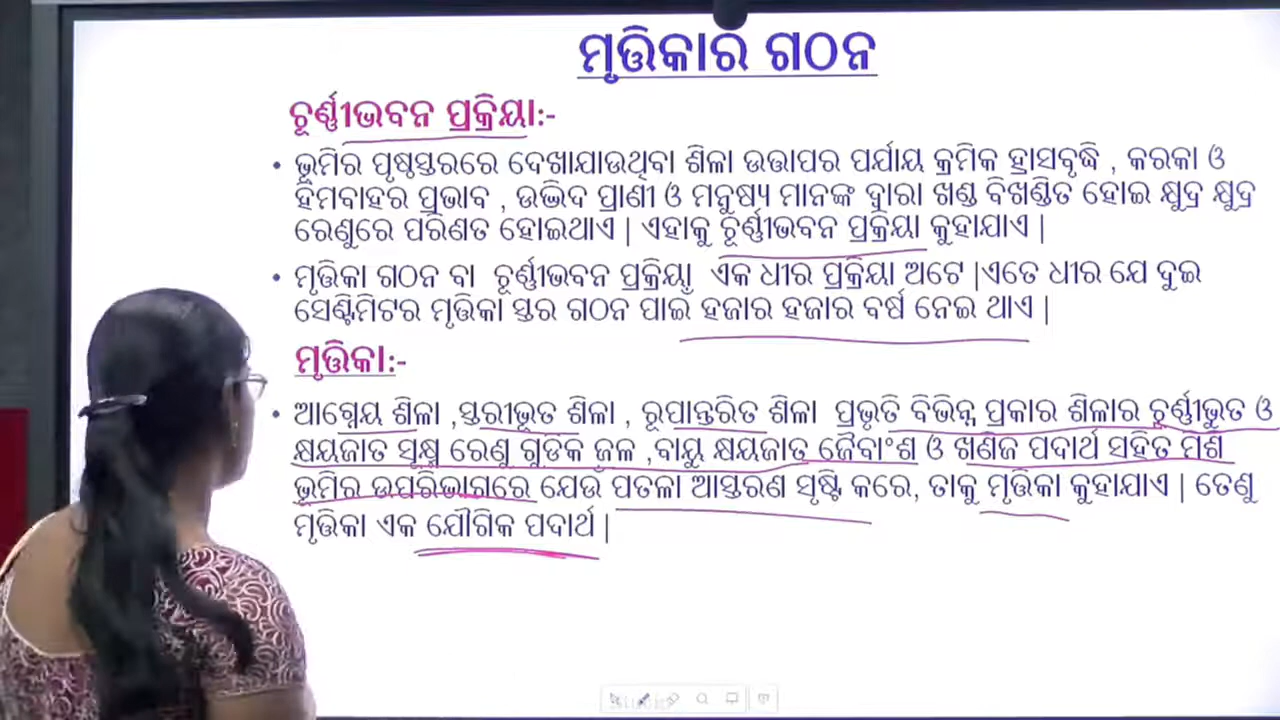 ମୃତ୍ତିକାର ଗଠନ
ଚୂର୍ଣ୍ଣୀଭବନ ପ୍ରକ୍ରିୟା:-
• ଭୂମିର ପୃଷ୍ଠସ୍ତରରେ ଦେଖାଯାଉଥିବା ଶିଳା ଉତ୍ତାପର ପର୍ଯାୟ କ୍ରମିକ ହ୍ରାସବୃଦ୍ଧି , କରକା ଓ
ହିମବାହର ପ୍ରଭାବ , ଉଦ୍ଭିଦ ପ୍ରାଣୀ ଓ ମନୁଷ୍ୟ ମାନଙ୍କ ଦ୍ୱାରା ଖଣ୍ଡ ବିଖଣ୍ଡିତ ହୋଇ କ୍ଷୁଦ୍ର କ୍ଷୁଦ୍ର
ରେଣୁରେ ପରିଣତ ହୋଇଥାଏ | ଏହାକୁ ଚୂର୍ଣ୍ଣୀଭବନ ପ୍ରକ୍ରିୟା କୁହାଯାଏ |
• ମୃତ୍ତିକା ଗଠନ ବା ଚୂର୍ଣ୍ଣୀଭବନ ପ୍ରକ୍ରିୟା ଏକ ଧୀର ପ୍ରକ୍ରିୟା ଅଟେ |ଏତେ ଧୀର ଯେ ଦୁଇ
ସେଣ୍ଟିମିଟର ମୃତ୍ତିକା ସ୍ତର ଗଠନ ପାଇଁ ହଜାର ହଜାର ବର୍ଷ ନେଇ ଥାଏ |
ମୃତ୍ତିକା:-
• ଆଗ୍ନେୟ ଶିଳା ,ସ୍ତରୀଭୂତ ଶିଳା , ରୂପାନ୍ତରିତ ଶିଳା ପ୍ରଭୃତି ବିଭିନ୍ନ ପ୍ରକାର ଶିଳାର ଚୂର୍ଣ୍ଣୀଭୁତ ଓ
କ୍ଷୟଜାତ ସୂକ୍ଷ୍ମ ରେଣୁ ଗୁଡିକ ଜଳ ,ବାୟୁ କ୍ଷୟଜାତ ଜୈବାଂଶ ଓ ଖଣିଜ ପଦାର୍ଥ ସହିତ ମିଶି
ଭୂମିର ଉପରିଭାଗରେ ଯେଉଁ ପତଳା ଆସ୍ତରଣ ସୃଷ୍ଟି କରେ, ତାକୁ ମୃତ୍ତିକା କୁହାଯାଏ | ତେଣୁ
ମୃତ୍ତିକା ଏକ ଯୌଗିକ ପଦାର୍ଥ |